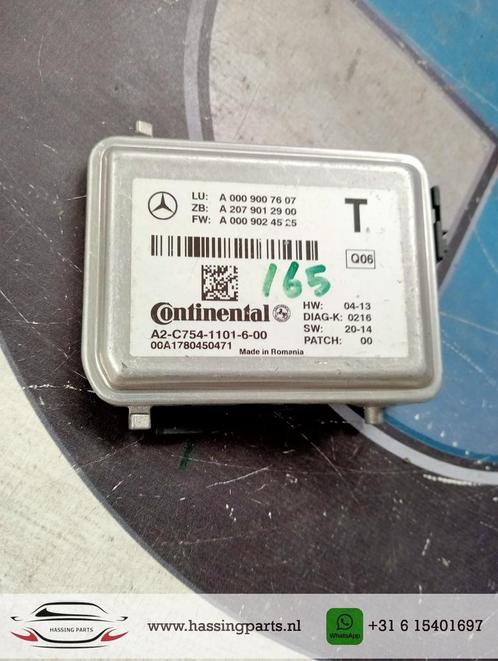 LU: A 000 900 76 07
ZB: A 207 901 29 00
FW: A 000 902 45 25
T
Q06
165
Continental
HW: 04-13
DIAG-K: 0216
SW: 20-14
PATCH: 00
A2-C754-1101-6-00
00A1780450471
Made in Romania
HASSING PARTS
www.hassingparts.nl
WhatsApp
+31 6 15401697